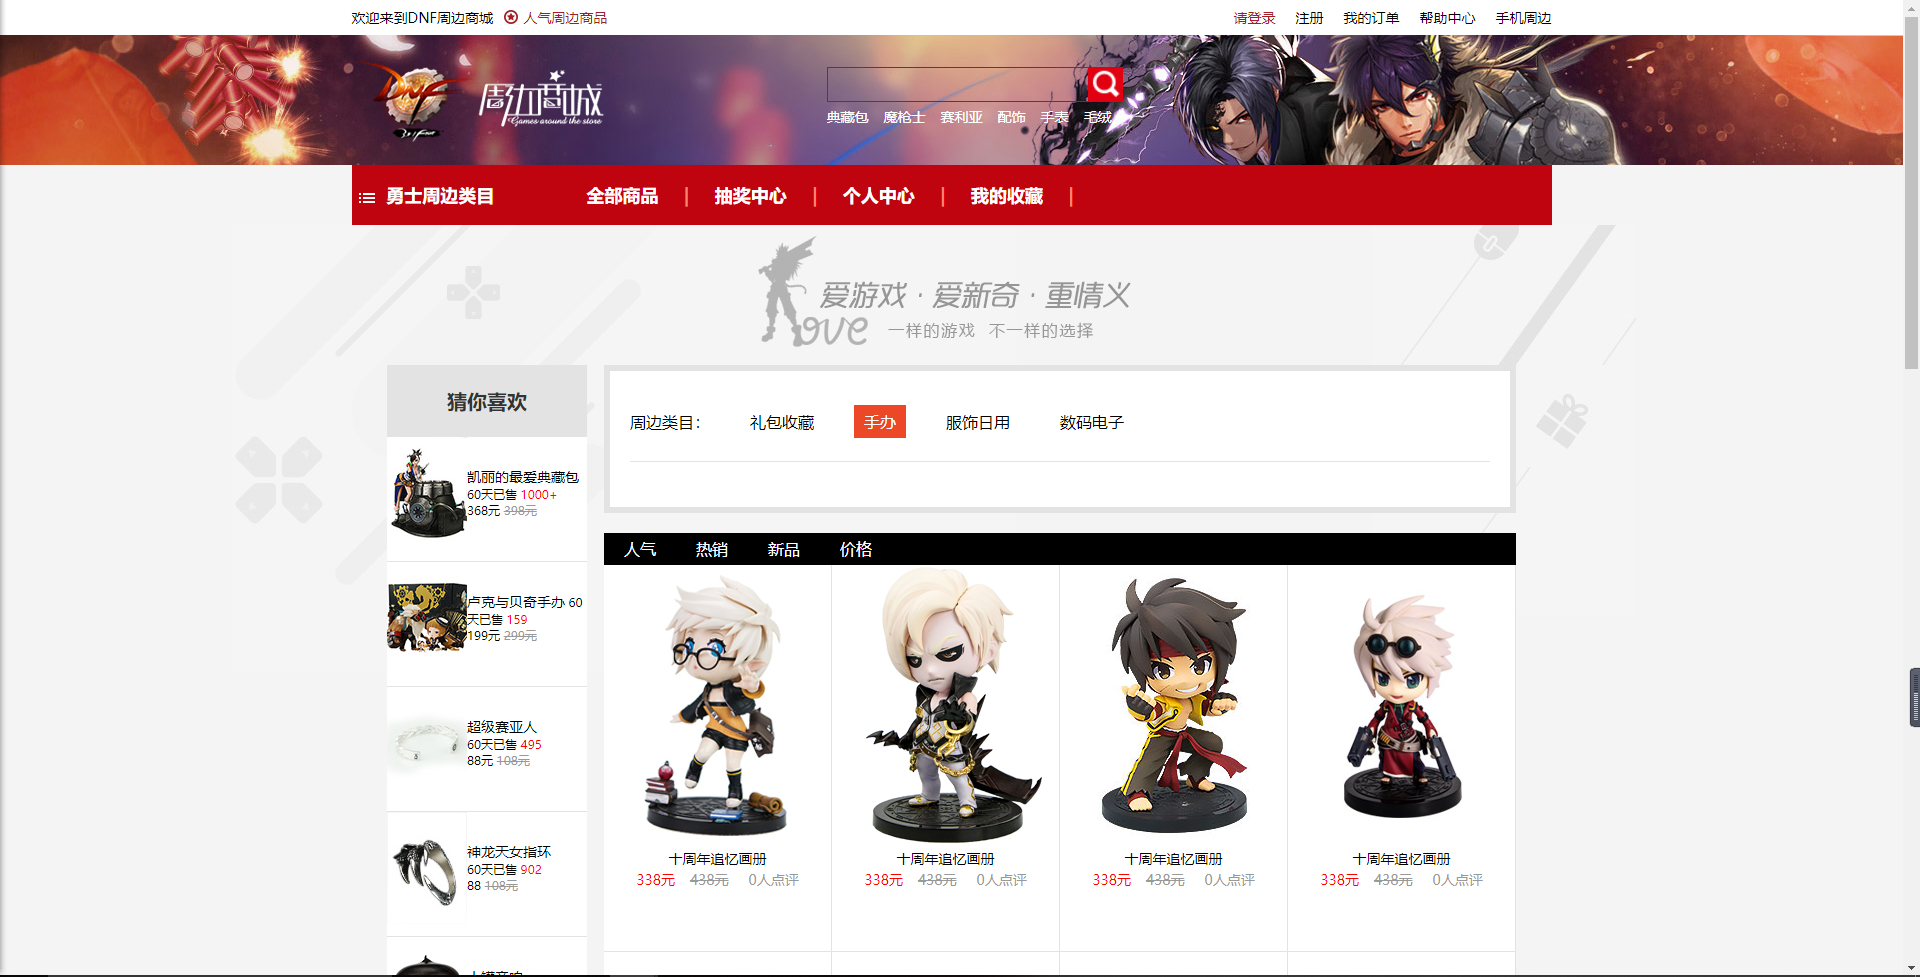 欢迎来到DNF周边商城 人气周边商品 请登录 注册 我的订单 帮助中心 手机周边
DNF 周边商城
Games around the store
典藏包 魔枪士 赛利亚 配饰 手表 毛绒
勇士周边类目 全部商品 | 抽奖中心 | 个人中心 | 我的收藏 |
爱游戏·爱新奇·重情义
Love 一样的游戏 不一样的选择
猜你喜欢
凯丽的最爱典藏包
60天已售 1000+
368元 398元
卢克与贝奇手办 60
天已售 159
199元 299元
超级赛亚人
60天已售 495
88元 108元
神龙天女指环
60天已售 902
88 108元
周边类目： 礼包收藏 手办 服饰日用 数码电子
人气 热销 新品 价格
十周年追忆画册 十周年追忆画册 十周年追忆画册 十周年追忆画册
338元 438元 0人点评 338元 438元 0人点评 338元 438元 0人点评 338元 438元 0人点评